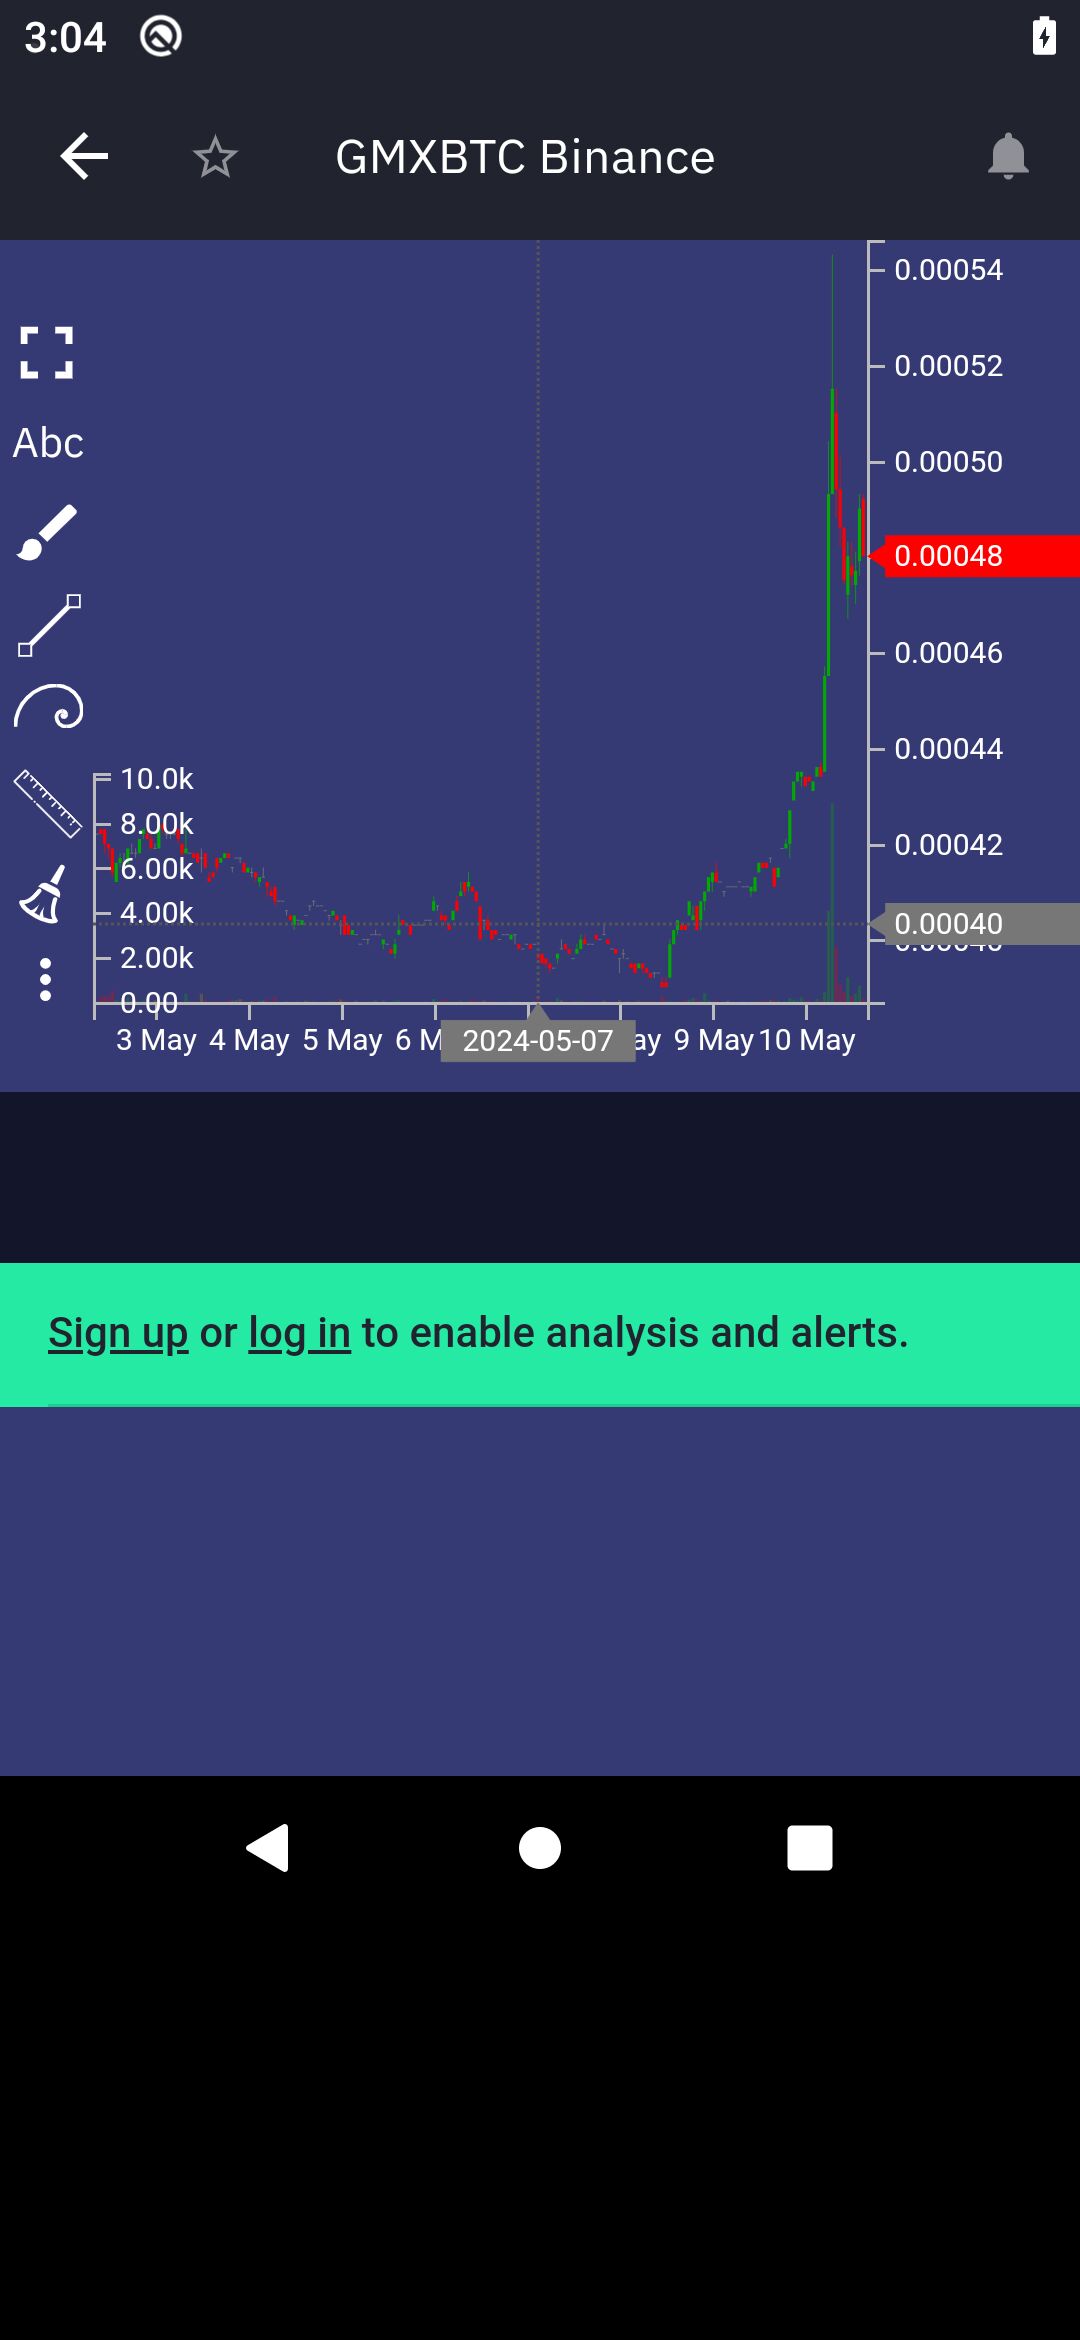 3:04
GMXBTC Binance
0.00054
0.00052
0.00050
Abc
0.00048
0.00046
0.00044
10.0k
8.00k
0.00042
6.00k
4.00k
0.00040
2.00k
0.00
3 May 4 May 5 May 6 M 2024-05-07 ay 9 May 10 May
Sign up or log in to enable analysis and alerts.